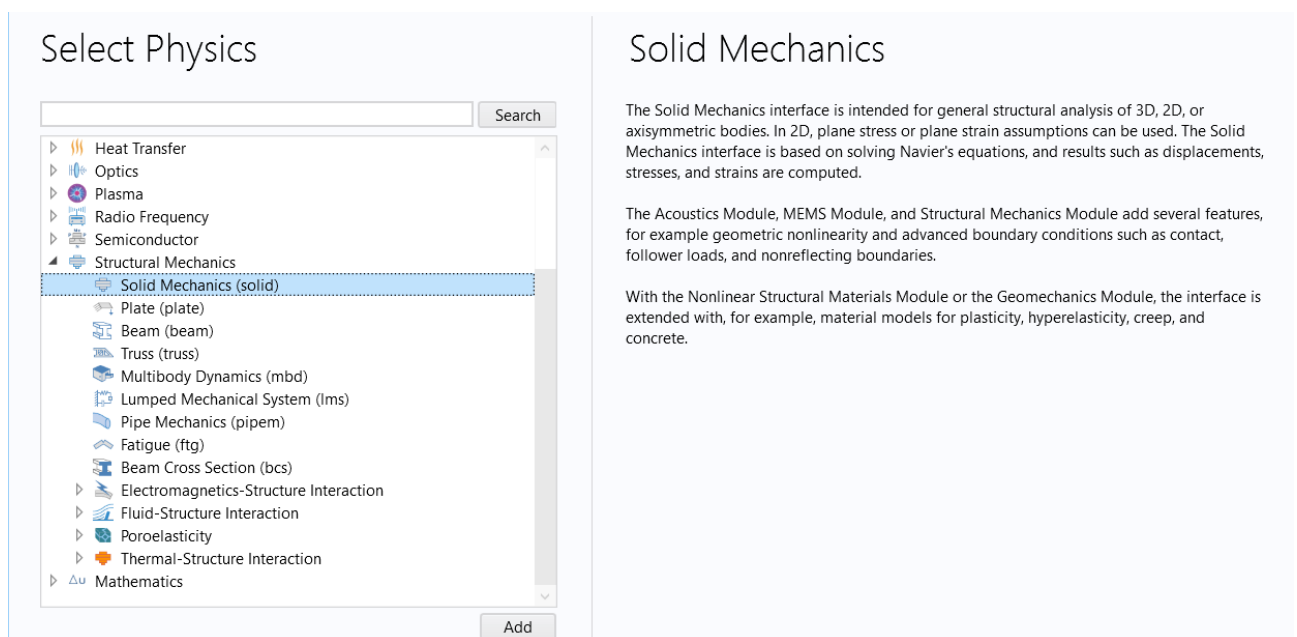 Select Physics
Search
Heat Transfer
Optics
Plasma
Radio Frequency
Semiconductor
Structural Mechanics
Solid Mechanics (solid)
Plate (plate)
Beam (beam)
Truss (truss)
Multibody Dynamics (mbd)
Lumped Mechanical System (lms)
Pipe Mechanics (pipem)
Fatigue (ftg)
Beam Cross Section (bcs)
Electromagnetics-Structure Interaction
Fluid-Structure Interaction
Poroelasticity
Thermal-Structure Interaction
Δu Mathematics
Add
Solid Mechanics
The Solid Mechanics interface is intended for general structural analysis of 3D, 2D, or
axisymmetric bodies. In 2D, plane stress or plane strain assumptions can be used. The Solid
Mechanics interface is based on solving Navier's equations, and results such as displacements,
stresses, and strains are computed.
The Acoustics Module, MEMS Module, and Structural Mechanics Module add several features,
for example geometric nonlinearity and advanced boundary conditions such as contact,
follower loads, and nonreflecting boundaries.
With the Nonlinear Structural Materials Module or the Geomechanics Module, the interface is
extended with, for example, material models for plasticity, hyperelasticity, creep, and
concrete.